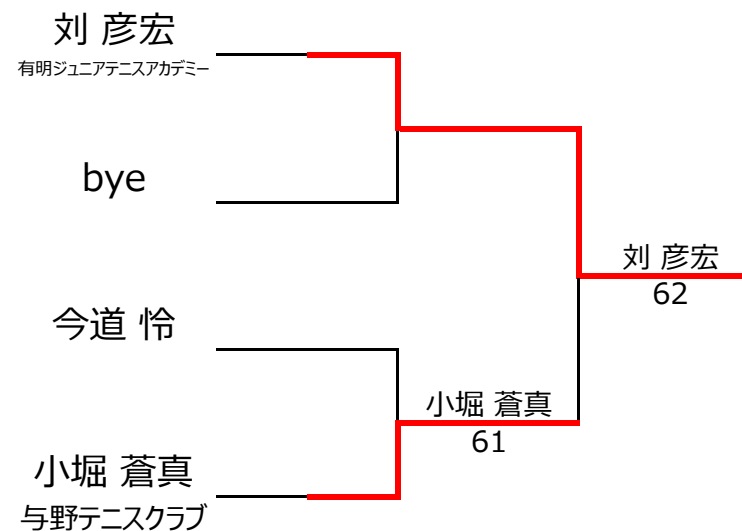 刘 彦宏
有明ジュニアテニスアカデミー
bye
今道 怜
小堀 蒼真
与野テニスクラブ
小堀 蒼真
61
刘 彦宏
62